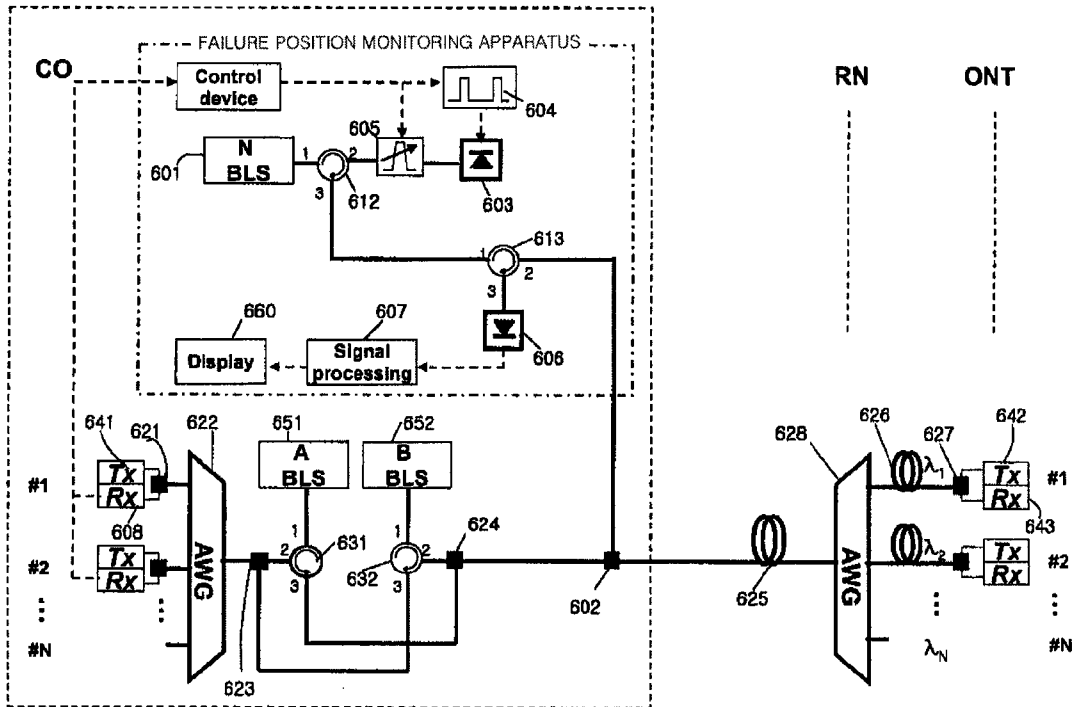 FAILURE POSITION MONITORING APPARATUS
CO
RN
ONT
Control
device
604
605
N
BLS
601
1
2
3
612
603
613
1
2
3
606
660
607
Display
Signal
processing
641
621
622
651
652
A
BLS
B
BLS
#1
Tx
Rx
608
#2
Tx
Rx
⋮
⋮
#N
AWG
1
2
3
631
1
2
3
632
624
623
602
625
628
626
627
642
AWG
λ1
Tx
Rx
#1
643
λ2
Tx
Rx
#2
⋮
⋮
λN
#N